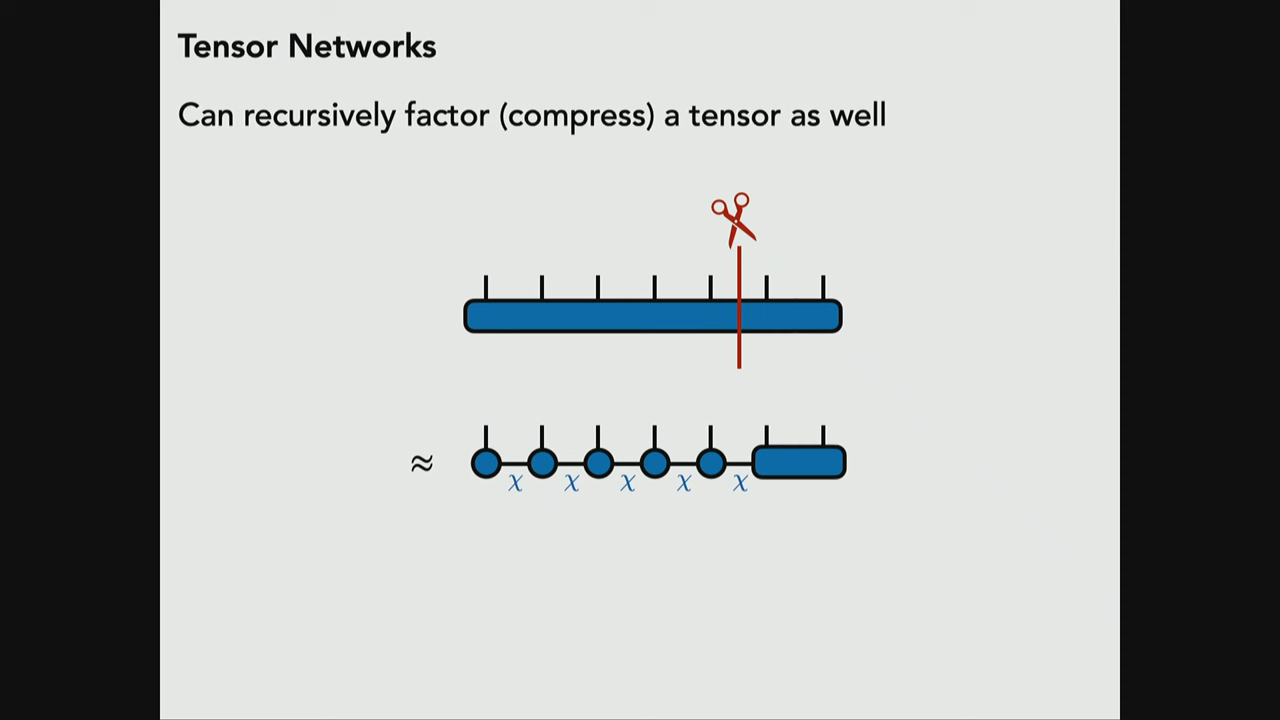 Tensor Networks
Can recursively factor (compress) a tensor as well
≈
χ χ χ χ χ